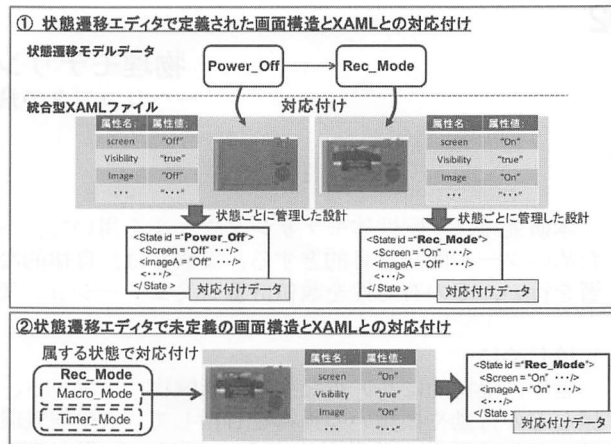 ① 状態遷移エディタで定義された画面構造とXAMLとの対応付け
状態遷移モデルデータ
Power_Off
Rec_Mode
統合型XAMLファイル
対応付け
属性名: 属性値:
screen "Off"
Visibility "true"
Image "Off"
・・・ "・・・"
属性名: 属性値:
screen "On"
Visibility "true"
Image "On"
・・・ "・・・"
状態ごとに管理した設計
状態ごとに管理した設計
<State id ="Power_Off">
<Screen = "Off" ・・・/>
<imageA = "Off" ・・・/>
<・・・/>
</ State >
対応付けデータ
<State id ="Rec_Mode">
<Screen = "On" ・・・/>
<imageA = "Off" ・・・/>
<・・・/>
</ State >
対応付けデータ
②状態遷移エディタで未定義の画面構造とXAMLとの対応付け
属する状態で対応付け
Rec_Mode
Macro_Mode
Timer_Mode
属性名: 属性値:
screen "On"
Visibility "true"
Image "On"
・・・ "・・・"
<State id ="Rec_Mode">
<Screen = "On" ・・・/>
<imageA = "On" ・・・/>
<・・・/>
</ State >
対応付けデータ